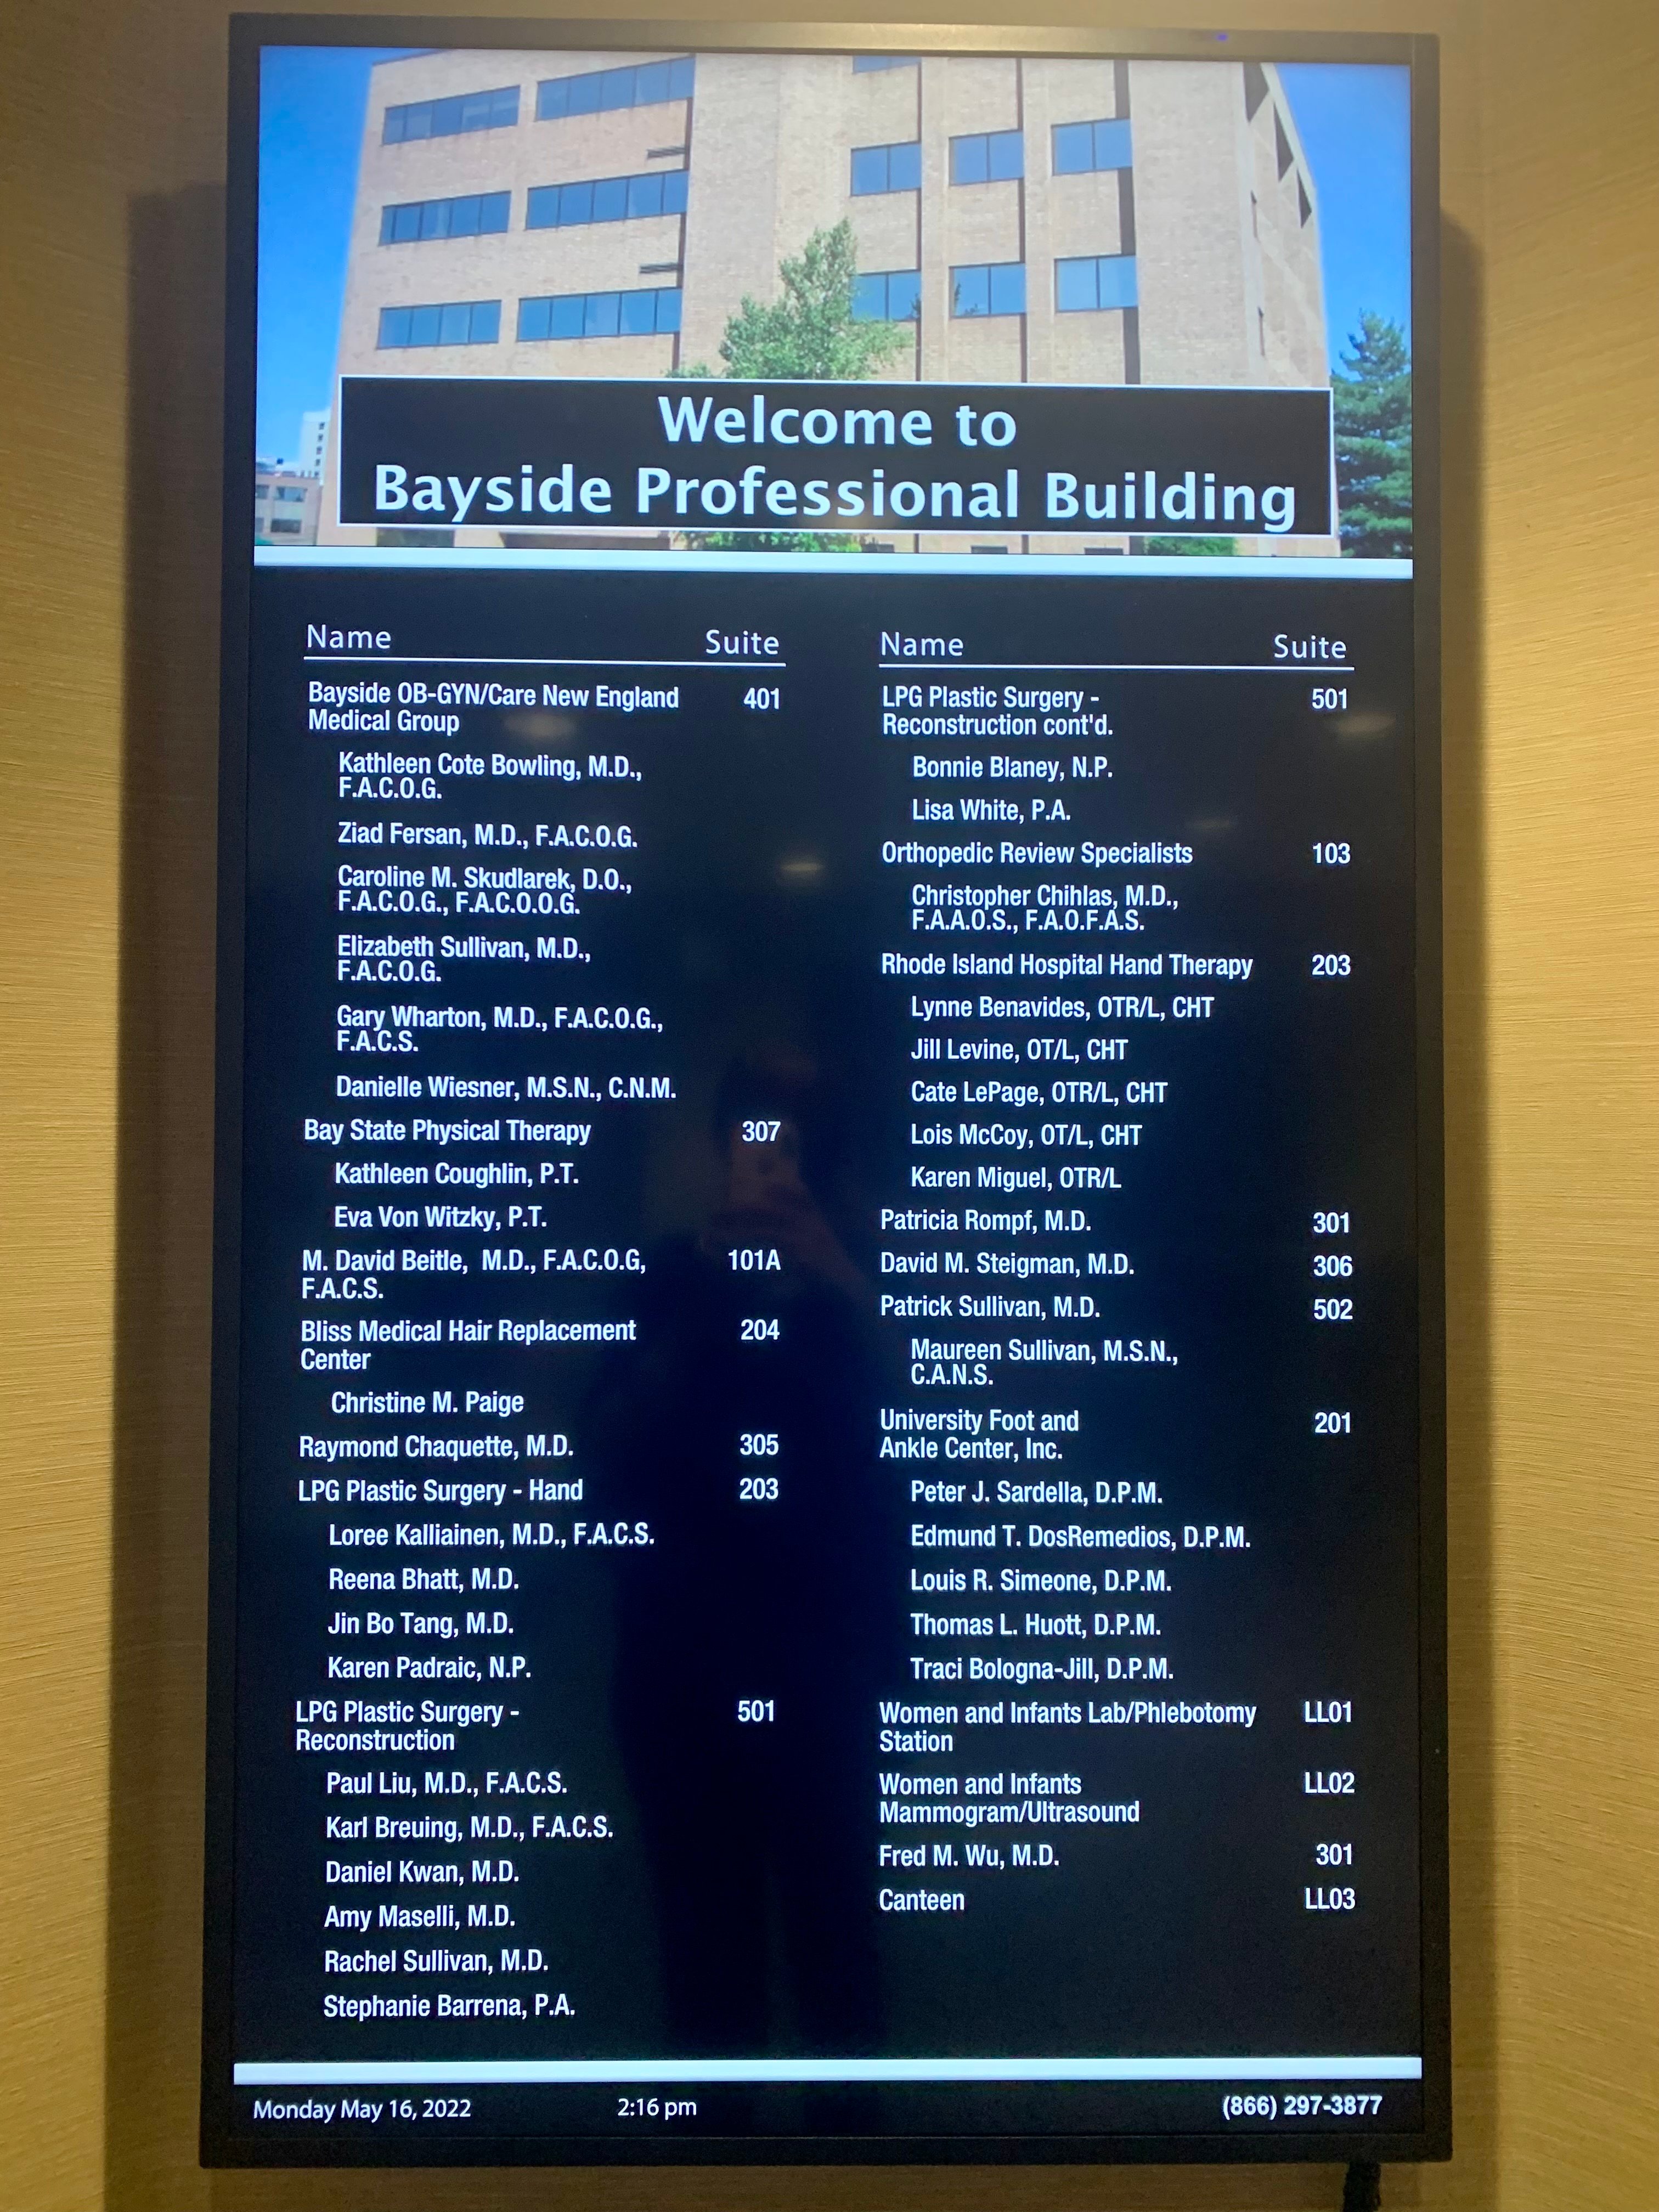 Welcome to
Bayside Professional Building
Name Suite
Bayside OB-GYN/Care New England 401
Medical Group
Kathleen Cote Bowling, M.D.,
F.A.C.O.G.
Ziad Fersan, M.D., F.A.C.O.G.
Caroline M. Skudlarek, D.O.,
F.A.C.O.G., F.A.C.O.O.G.
Elizabeth Sullivan, M.D.,
F.A.C.O.G.
Gary Wharton, M.D., F.A.C.O.G.,
F.A.C.S.
Danielle Wiesner, M.S.N., C.N.M.
Bay State Physical Therapy 307
Kathleen Coughlin, P.T.
Eva Von Witzky, P.T.
M. David Beitle, M.D., F.A.C.O.G, 101A
F.A.C.S.
Bliss Medical Hair Replacement 204
Center
Christine M. Paige
Raymond Chaquette, M.D. 305
LPG Plastic Surgery - Hand 203
Loree Kalliainen, M.D., F.A.C.S.
Reena Bhatt, M.D.
Jin Bo Tang, M.D.
Karen Padraic, N.P.
LPG Plastic Surgery - 501
Reconstruction
Paul Liu, M.D., F.A.C.S.
Karl Breuing, M.D., F.A.C.S.
Daniel Kwan, M.D.
Amy Maselli, M.D.
Rachel Sullivan, M.D.
Stephanie Barrena, P.A.
Name Suite
LPG Plastic Surgery - 501
Reconstruction cont'd.
Bonnie Blaney, N.P.
Lisa White, P.A.
Orthopedic Review Specialists 103
Christopher Chihlas, M.D.,
F.A.A.O.S., F.A.O.F.A.S.
Rhode Island Hospital Hand Therapy 203
Lynne Benavides, OTR/L, CHT
Jill Levine, OT/L, CHT
Cate LePage, OTR/L, CHT
Lois McCoy, OT/L, CHT
Karen Miguel, OTR/L
Patricia Rompf, M.D. 301
David M. Steigman, M.D. 306
Patrick Sullivan, M.D. 502
Maureen Sullivan, M.S.N.,
C.A.N.S.
University Foot and 201
Ankle Center, Inc.
Peter J. Sardella, D.P.M.
Edmund T. DosRemedios, D.P.M.
Louis R. Simeone, D.P.M.
Thomas L. Huott, D.P.M.
Traci Bologna-Jill, D.P.M.
Women and Infants Lab/Phlebotomy LL01
Station
Women and Infants LL02
Mammogram/Ultrasound
Fred M. Wu, M.D. 301
Canteen LL03
Monday May 16, 2022 2:16 pm (866) 297-3877